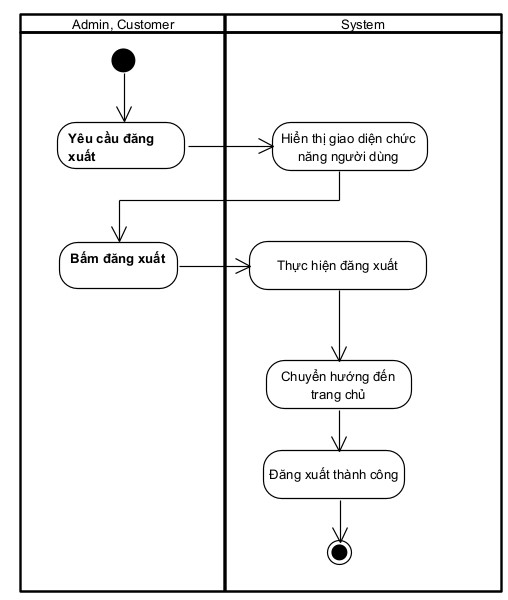 Admin, Customer
System
Yêu cầu đăng
xuất
Hiển thị giao diện chức
năng người dùng
Bấm đăng xuất
Thực hiện đăng xuất
Chuyển hướng đến
trang chủ
Đăng xuất thành công